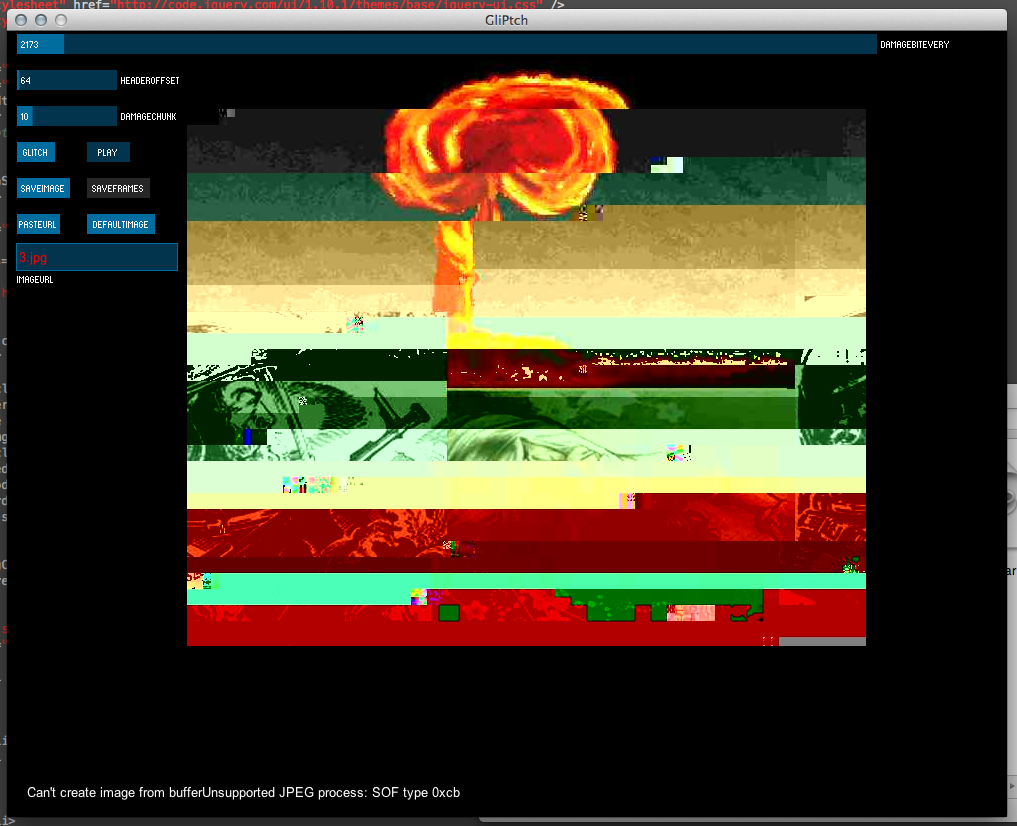 tylesheet" href="http://code.jquery.com/ui/1.10.1/themes/base/jquery-ui.css" />
GliPtch
2173 DAMAGEBITEVERY
64 HEADEROFFSET
10 DAMAGECHUNK
GLITCH PLAY
SAVEIMAGE SAVEFRAMES
PASTEURL DEFAULTIMAGE
3.jpg
IMAGEURL
Can't create image from bufferUnsupported JPEG process: SOF type 0xcb